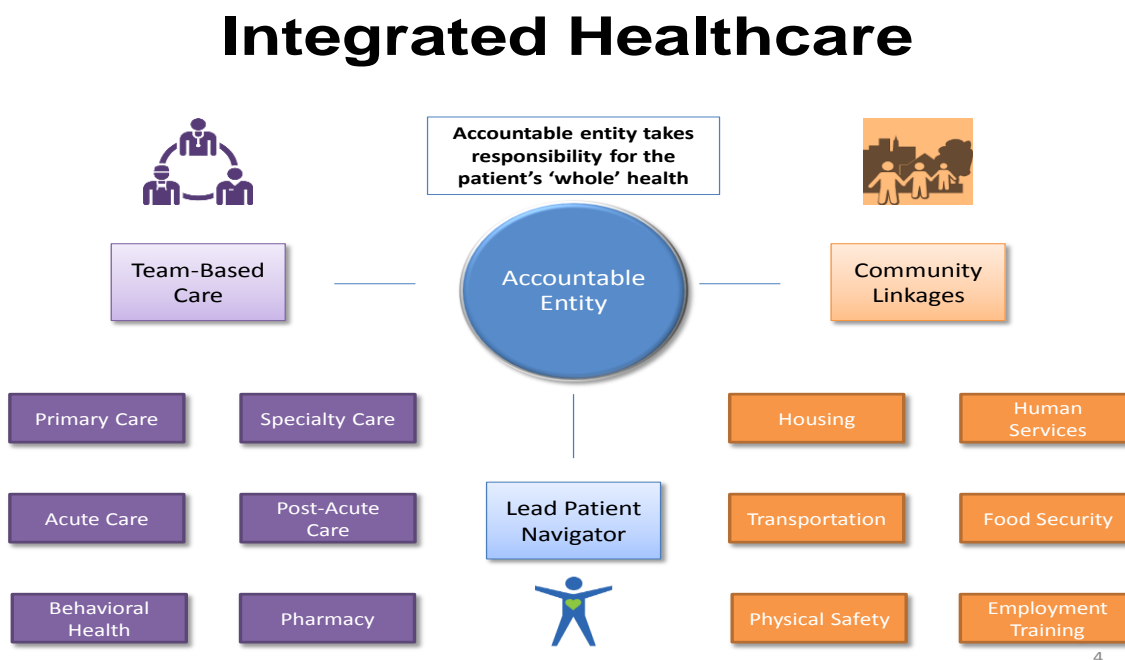 Integrated Healthcare
Accountable entity takes
responsibility for the
patient's ‘whole’ health
Team-Based
Care
Accountable
Entity
Community
Linkages
Primary Care
Specialty Care
Housing
Human
Services
Acute Care
Post-Acute
Care
Lead Patient
Navigator
Transportation
Food Security
Behavioral
Health
Pharmacy
Physical Safety
Employment
Training
4